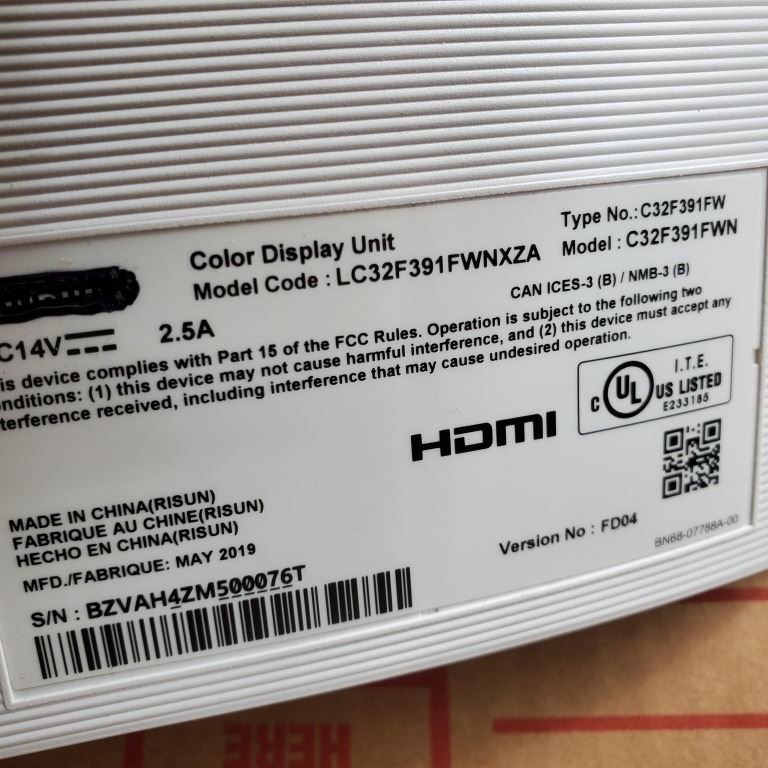 Color Display Unit
Model Code : LC32F391FWNXZA
Type No.:C32F391FW
Model : C32F391FWN
C14V 2.5A
CAN ICES-3 (B) / NMB-3 (B)
is device complies with Part 15 of the FCC Rules. Operation is subject to the following two
nditions: (1) this device may not cause harmful interference, and (2) this device must accept any
terference received, including interference that may cause undesired operation.
HDMI
C UL US LISTED
I.T.E.
E233185
MADE IN CHINA(RISUN)
FABRIQUE AU CHINE(RISUN)
HECHO EN CHINA(RISUN)
MFD./FABRIQUE: MAY 2019
S/N : BZVAH4ZM500076T
Version No : FD04
BN68-07788A-00
HERE